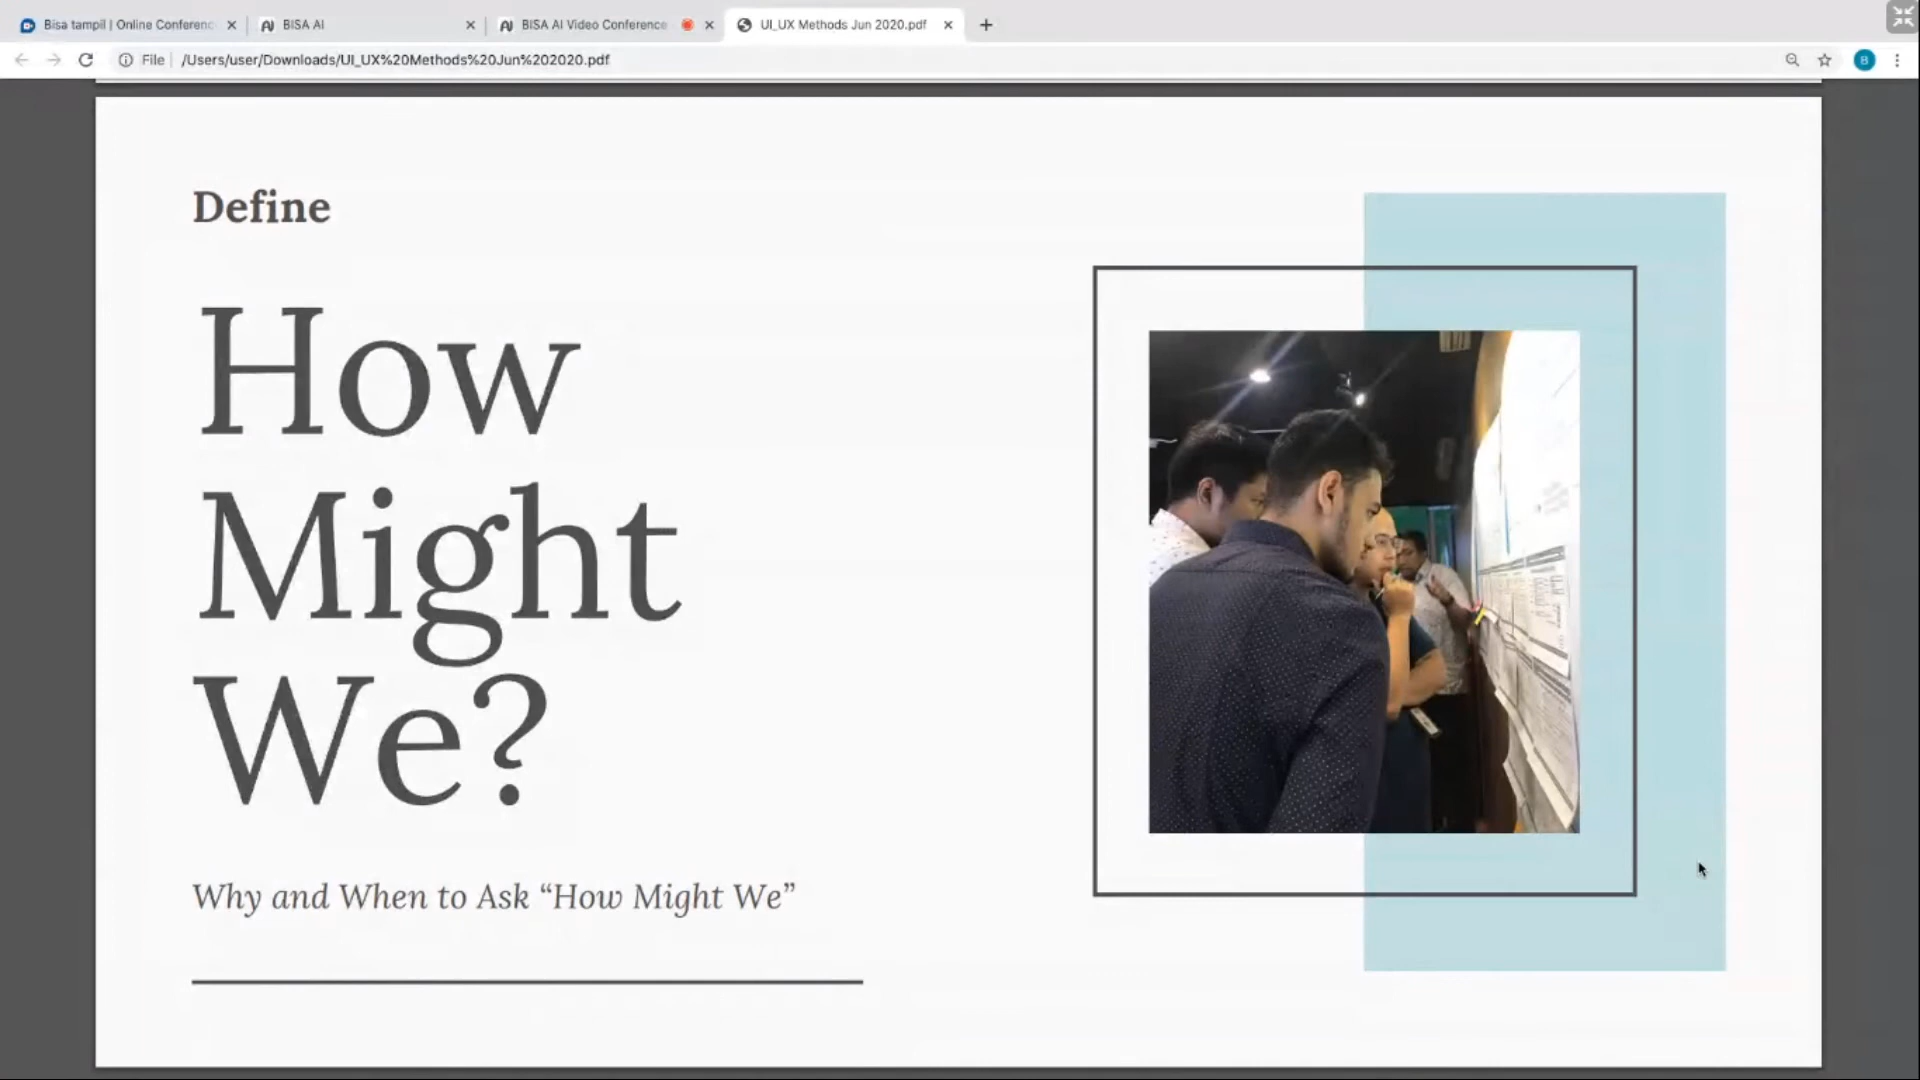 Bisa tampil | Online Conferenc
BISA AI
BISA AI Video Conference
UI_UX Methods Jun 2020.pdf
File
/Users/user/Downloads/UI_UX%20Methods%20Jun%202020.pdf
B
Define
How
Might
We?
Why and When to Ask “How Might We”